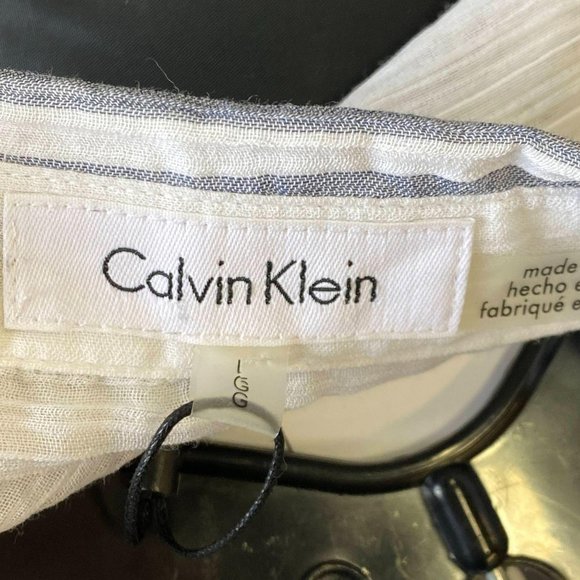 Calvin Klein
made
hecho e
fabriqué e
L
G
G